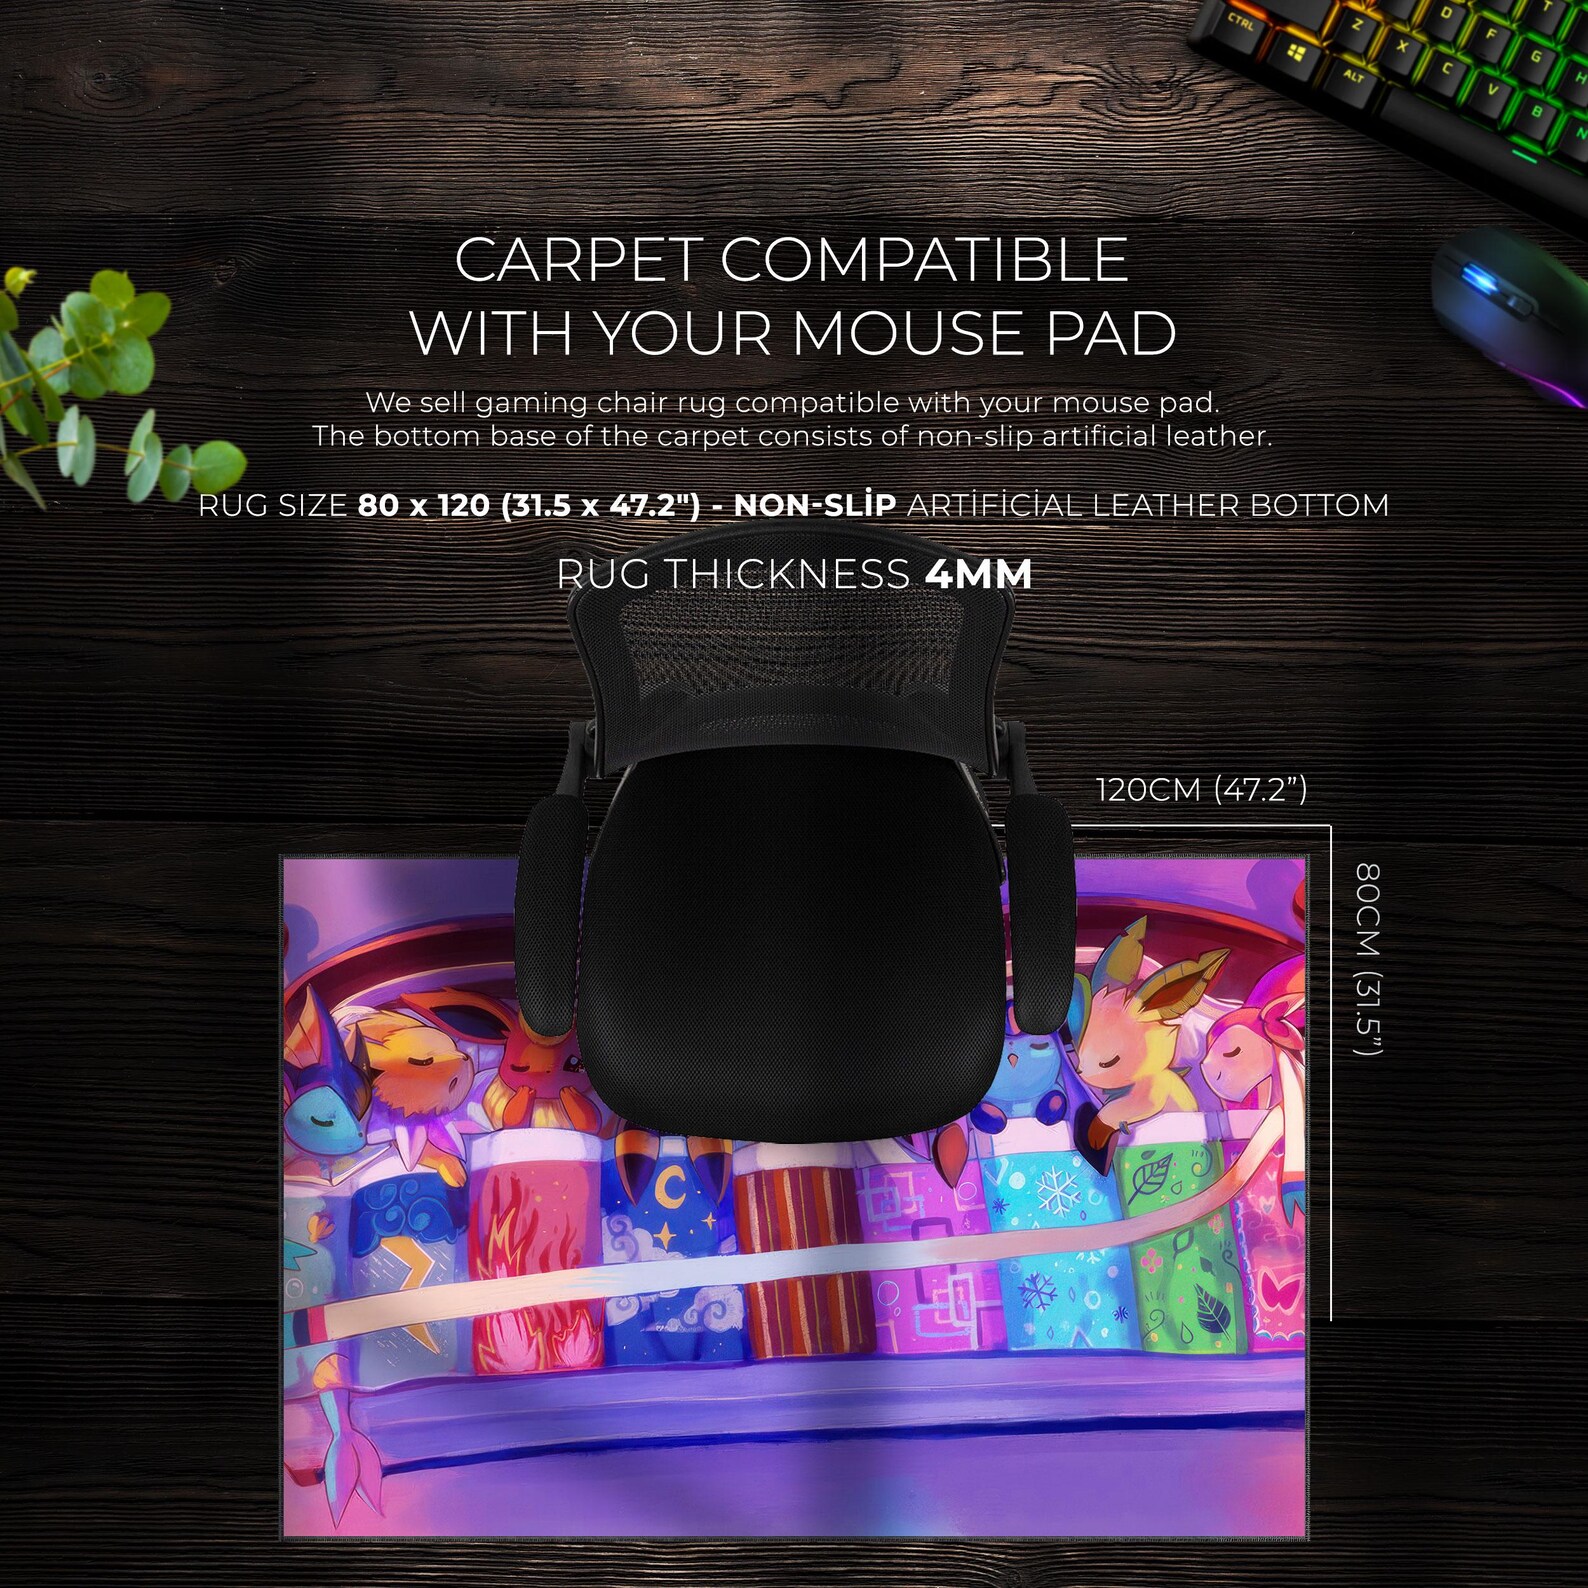 CTRL
ALT
Z
X
C
V
B
N
D
F
G
H
T
CARPET COMPATIBLE
WITH YOUR MOUSE PAD
We sell gaming chair rug compatible with your mouse pad.
The bottom base of the carpet consists of non-slip artificial leather.
RUG SIZE 80 x 120 (31.5 x 47.2") - NON-SLİP ARTİFİCİAL LEATHER BOTTOM
RUG THICKNESS 4MM
120CM (47.2”)
80CM (31.5”)